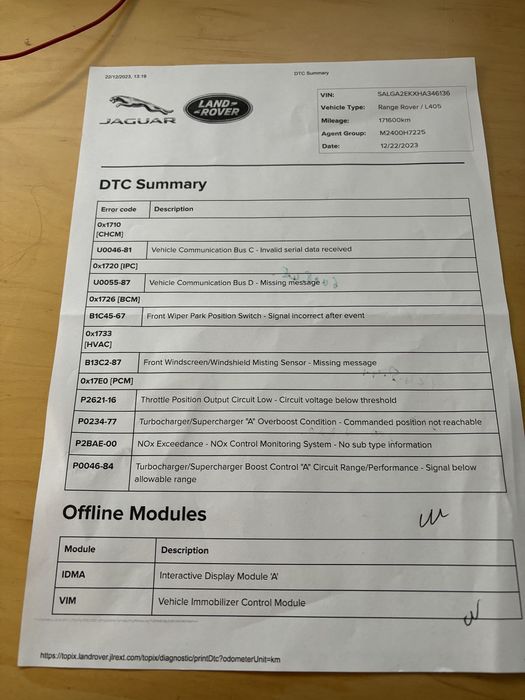 22/12/2023, 13:18
DTC Summary
JAGUAR
LAND ROVER
VIN: SALGA2EKXHA346136
Vehicle Type: Range Rover / L405
Mileage: 171600km
Agent Group: M2400H7225
Date: 12/22/2023
DTC Summary
Error code Description
0x1710
[CHCM]
U0046-81 Vehicle Communication Bus C - Invalid serial data received
0x1720 [IPC]
U0055-87 Vehicle Communication Bus D - Missing message
0x1726 [BCM]
B1C45-67 Front Wiper Park Position Switch - Signal incorrect after event
0x1733
[HVAC]
B13C2-87 Front Windscreen/Windshield Misting Sensor - Missing message
0x17E0 [PCM]
P2621-16 Throttle Position Output Circuit Low - Circuit voltage below threshold
P0234-77 Turbocharger/Supercharger "A" Overboost Condition - Commanded position not reachable
P2BAE-00 NOx Exceedance - NOx Control Monitoring System - No sub type information
P0046-84 Turbocharger/Supercharger Boost Control "A" Circuit Range/Performance - Signal below
allowable range
Offline Modules
Module Description
IDMA Interactive Display Module 'A'
VIM Vehicle Immobilizer Control Module
https://topix.landrover.jlrext.com/topix/diagnostic/printDtc?odometerUnit=km